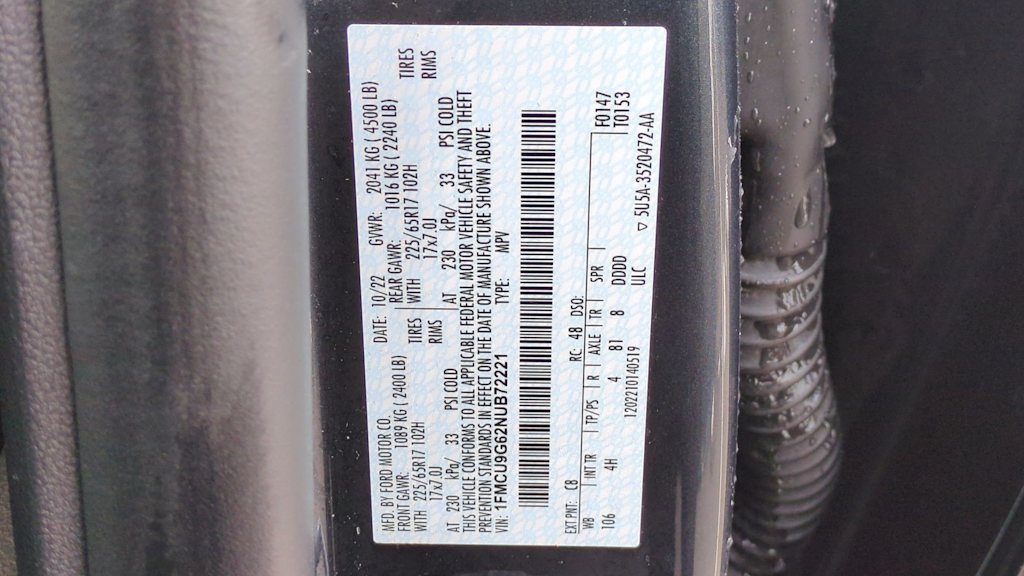 MFD. BY FORD MOTOR CO.
DATE: 10/22 GVWR: 2041 KG ( 4500 LB)
FRONT GAWR: 1089 KG ( 2400 LB)
REAR GAWR: 1016 KG ( 2240 LB)
WITH 225/65R17 102H TIRES
WITH 225/65R17 102H TIRES
17x7.0J RIMS
17x7.0J RIMS
AT 230 kPa/ 33 PSI COLD
AT 230 kPa/ 33 PSI COLD
THIS VEHICLE CONFORMS TO ALL APPLICABLE FEDERAL MOTOR VEHICLE SAFETY AND THEFT
PREVENTION STANDARDS IN EFFECT ON THE DATE OF MANUFACTURE SHOWN ABOVE.
VIN: 1FMCU9G62NUB72221 TYPE: MPV
EXT PNT: C8 RC: 48 DSO: F0147
WB INT TR TP/PS R AXLE TR SPR T0153
106 4H 4 B1 8 DDDD
120221014051​9 ULC
▽ 5U5A-3520472-AA